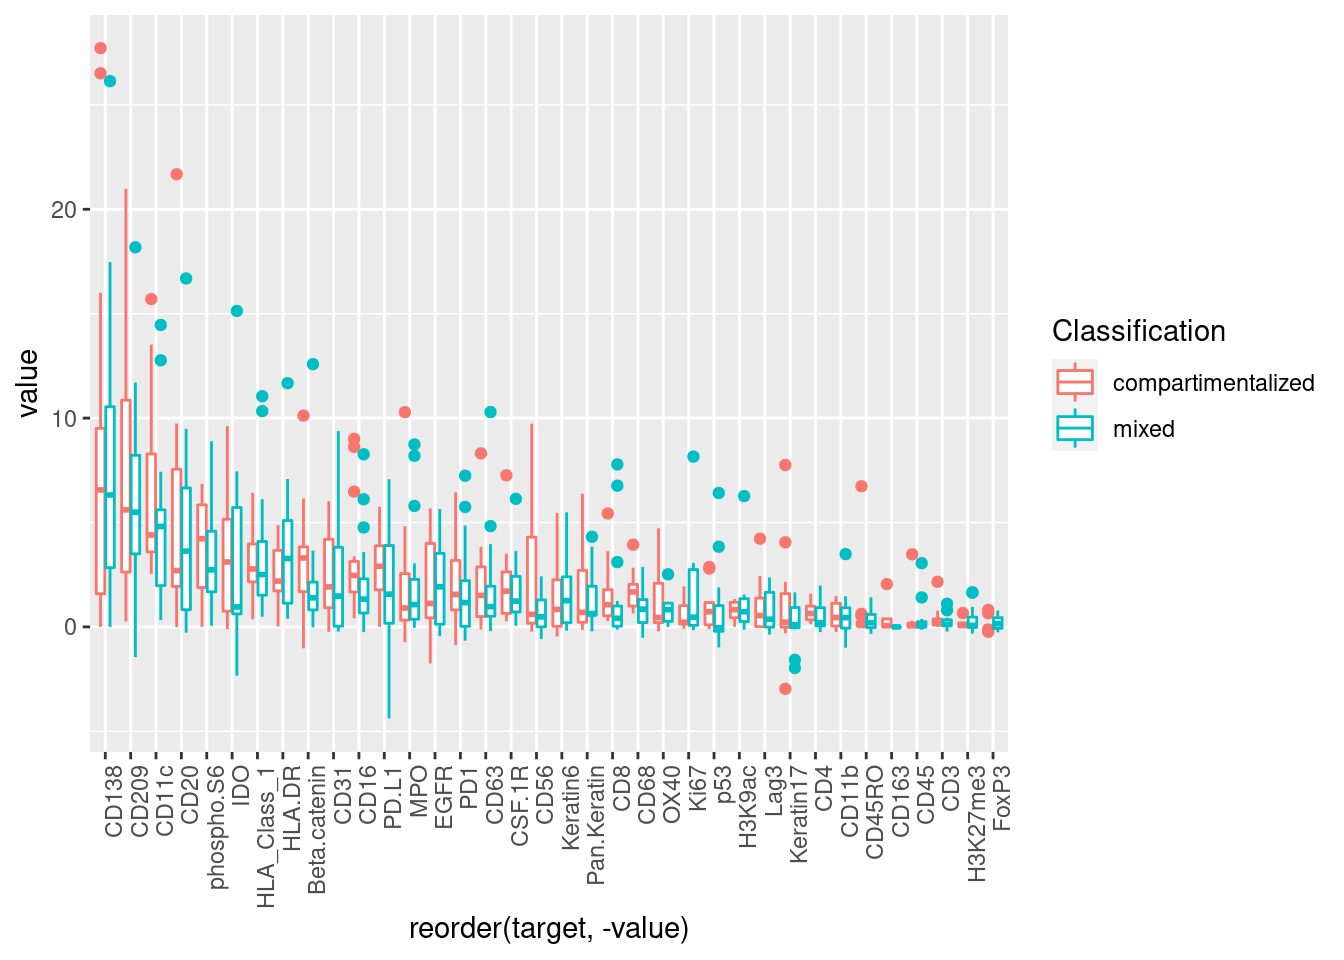 value
20
10
0
CD138
CD209
CD11c
CD20
phospho.S6
IDO
HLA_Class_1
HLA.DR
Beta.catenin
CD31
CD16
PD.L1
MPO
EGFR
PD1
CD63
CSF.1R
CD56
Keratin6
Pan.Keratin
CD8
CD68
OX40
Ki67
p53
H3K9ac
Lag3
Keratin17
CD4
CD11b
CD45RO
CD163
CD45
CD3
H3K27me3
FoxP3
reorder(target, -value)
Classification
compartimentalized
mixed